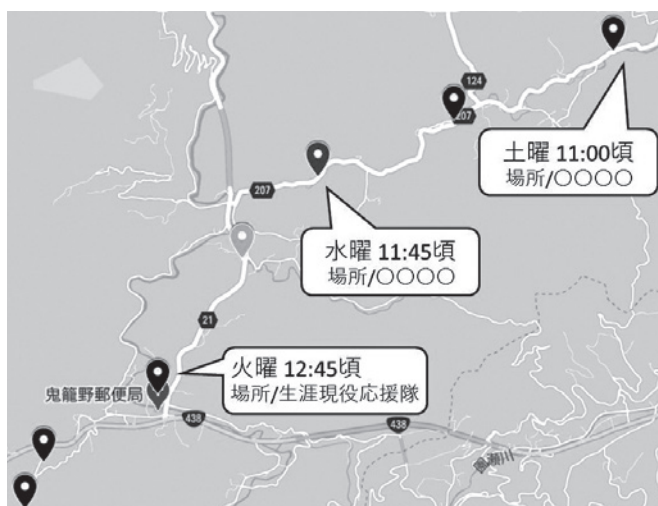 124
207
土曜 11:00頃
場所/○○○○
207
水曜 11:45頃
場所/○○○○
21
火曜 12:45頃
場所/生涯現役応援隊
鬼籠野郵便局
438
438